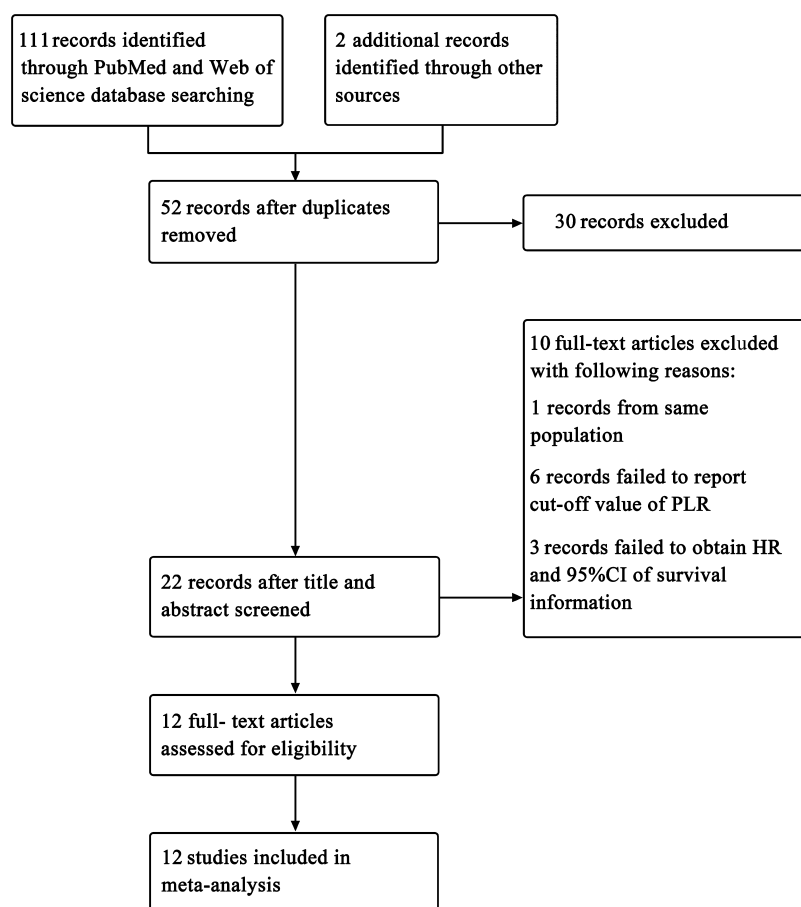 111 records identified
through PubMed and Web of
science database searching
2 additional records
identified through other
sources
52 records after duplicates
removed
30 records excluded
10 full-text articles excluded
with following reasons:
1 records from same
population
6 records failed to report
cut-off value of PLR
3 records failed to obtain HR
and 95%CI of survival
information
22 records after title and
abstract screened
12 full- text articles
assessed for eligibility
12 studies included in
meta-analysis